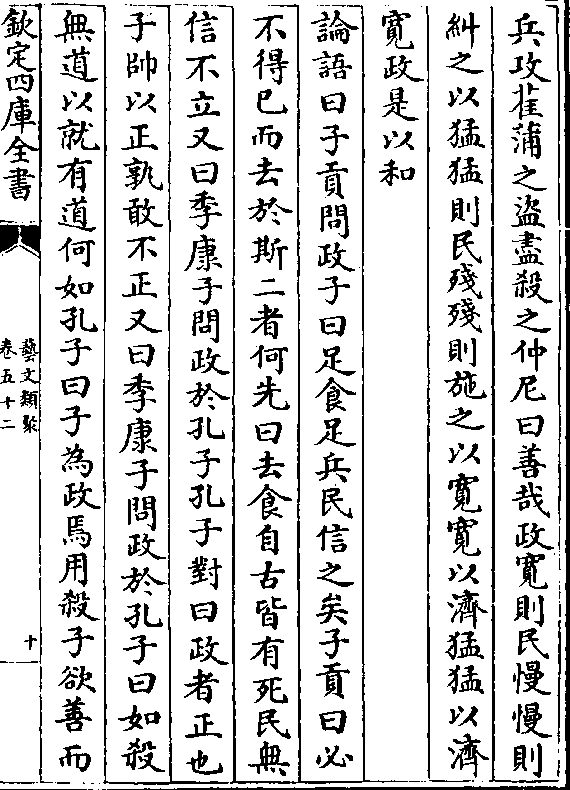 兵攻萑蒲之盜盡殺之仲尼曰善哉政寛則民慢慢則
糾之以猛猛則民殘殘則施之以寛寛以濟猛猛以濟
寛政是以和
論語曰子貢問政子曰足食足兵民信之矣子貢曰必
不得已而去於斯二者何先曰去食自古皆有死民無
信不立又曰季康子問政於孔子孔子對曰政者正也
子帥以正孰敢不正又曰季康子問政於孔子曰如殺
無道以就有道何如孔子曰子為政焉用殺子欲善而
欽定四庫全書
藝文類聚
卷五十二
十